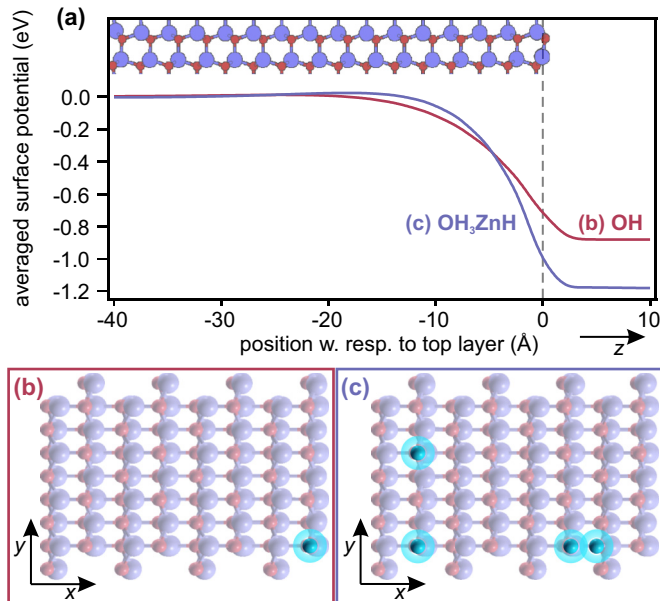 (a)
averaged surface potential (eV)
0.0
-0.2
-0.4
-0.6
-0.8
-1.0
-1.2
(c) OH₃ZnH
(b) OH
-40 -30 -20 -10 0 10
position w. resp. to top layer (Å)
z
(b)
y
x
(c)
y
x